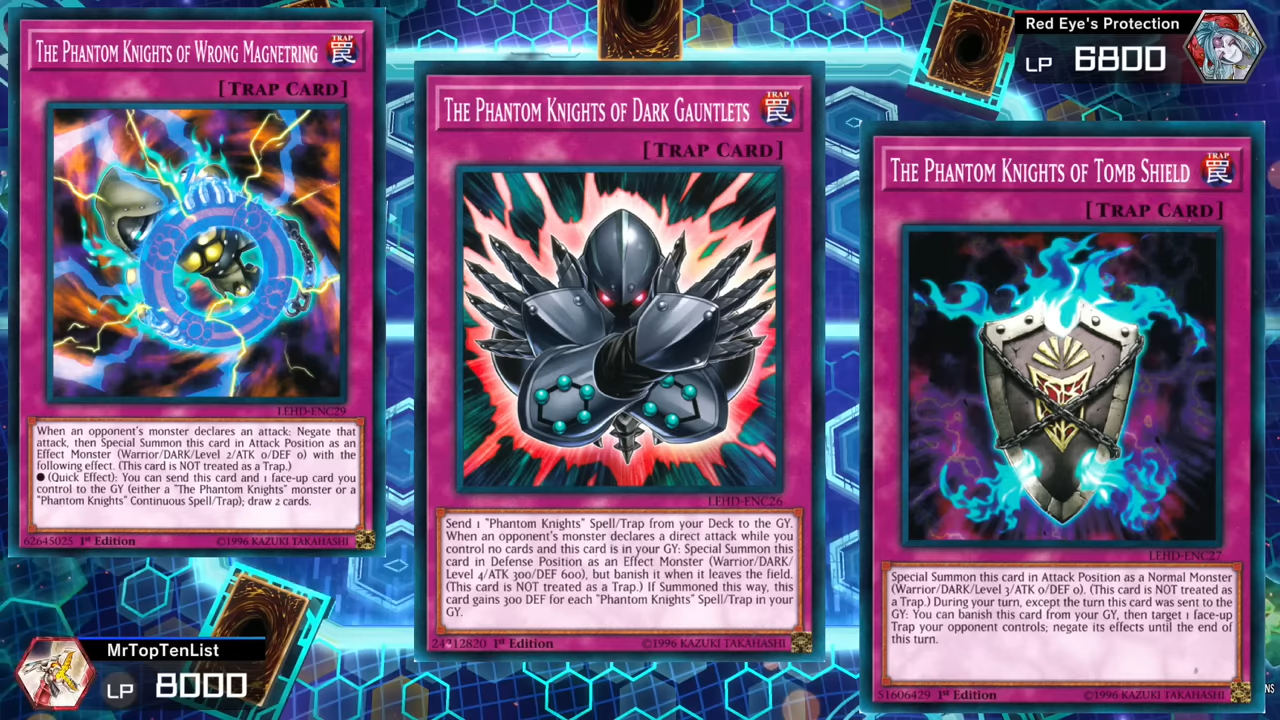 THE PHANTOM KNIGHTS OF WRONG MAGNETRING
TRAP
罠
[TRAP CARD]
LEHD-ENC29
When an opponent's monster declares an attack: Negate that
attack, then Special Summon this card in Attack Position as an
Effect Monster (Warrior/DARK/Level 2/ATK 0/DEF 0) with the
following effect. (This card is NOT treated as a Trap.)
●(Quick Effect): You can send this card and 1 face-up card you
control to the GY (either a "The Phantom Knights" monster or a
"Phantom Knights" Continuous Spell/Trap); draw 2 cards.
62645025 1st Edition ©1996 KAZUKI TAKAHASHI
THE PHANTOM KNIGHTS OF DARK GAUNTLETS
TRAP
罠
[TRAP CARD]
LEHD-ENC26
Send 1 "Phantom Knights" Spell/Trap from your Deck to the GY.
When an opponent's monster declares a direct attack while you
control no cards and this card is in your GY: Special Summon this
card in Defense Position as an Effect Monster (Warrior/DARK/
Level 4/ATK 300/DEF 600), but banish it when it leaves the field.
(This card is NOT treated as a Trap.) If Summoned this way, this
card gains 300 DEF for each "Phantom Knights" Spell/Trap in your
GY.
1st Edition ©1996 KAZUKI TAKAHASHI
Red Eye's Protection
LP 6800
THE PHANTOM KNIGHTS OF TOMB SHIELD
TRAP
罠
[TRAP CARD]
LEHD-ENC27
Special Summon this card in Attack Position as a Normal Monster
(Warrior/DARK/Level 3/ATK 0/DEF 0). (This card is NOT treated as
a Trap.) During your turn, except the turn this card was sent to the
GY: You can banish this card from your GY, then target 1 face-up
Trap your opponent controls; negate its effects until the end of
this turn.
51606429 1st Edition ©1996 KAZUKI TAKAHASHI
MrTopTenList
LP 8000